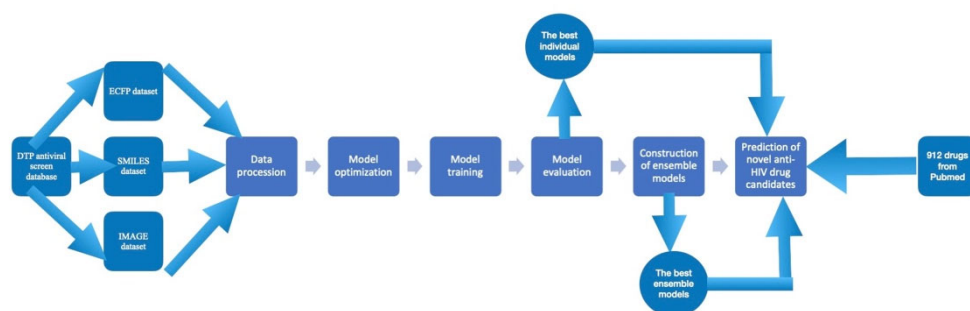 DTP antiviral
screen
database
ECFP dataset
SMILES
dataset
IMAGE
dataset
Data
procession
Model
optimization
Model
training
The best
individual
models
Model
evaluation
Construction
of ensemble
models
The best
ensemble
models
Prediction of
novel anti-
HIV drug
candidates
912 drugs
from
Pubmed